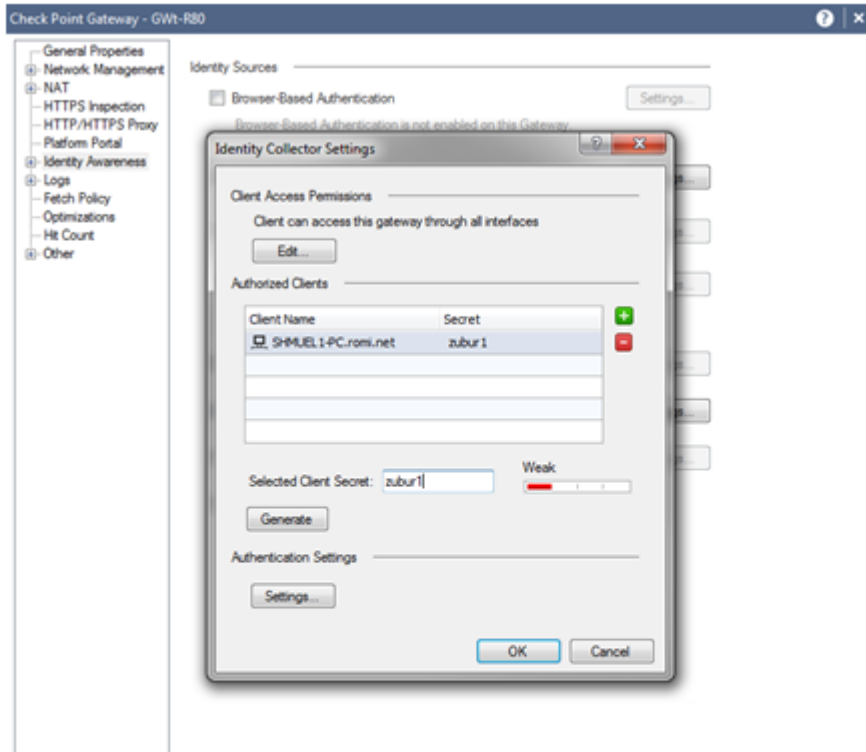 Check Point Gateway - GWt-R80
General Properties
Network Management
NAT
HTTPS Inspection
HTTP/HTTPS Proxy
Platform Portal
Identity Awareness
Logs
Fetch Policy
Optimizations
Hit Count
Other
Identity Sources
Browser-Based Authentication
Settings...
Browser-Based Authentication is not enabled on this Gateway
Identity Collector Settings
Client Access Permissions
Client can access this gateway through all interfaces
Edit...
Authorized Clients
Client Name Secret
SHMUEL1-PC.romi.net zubur1
Selected Client Secret: zubur1
Weak
Generate
Authentication Settings
Settings...
OK Cancel